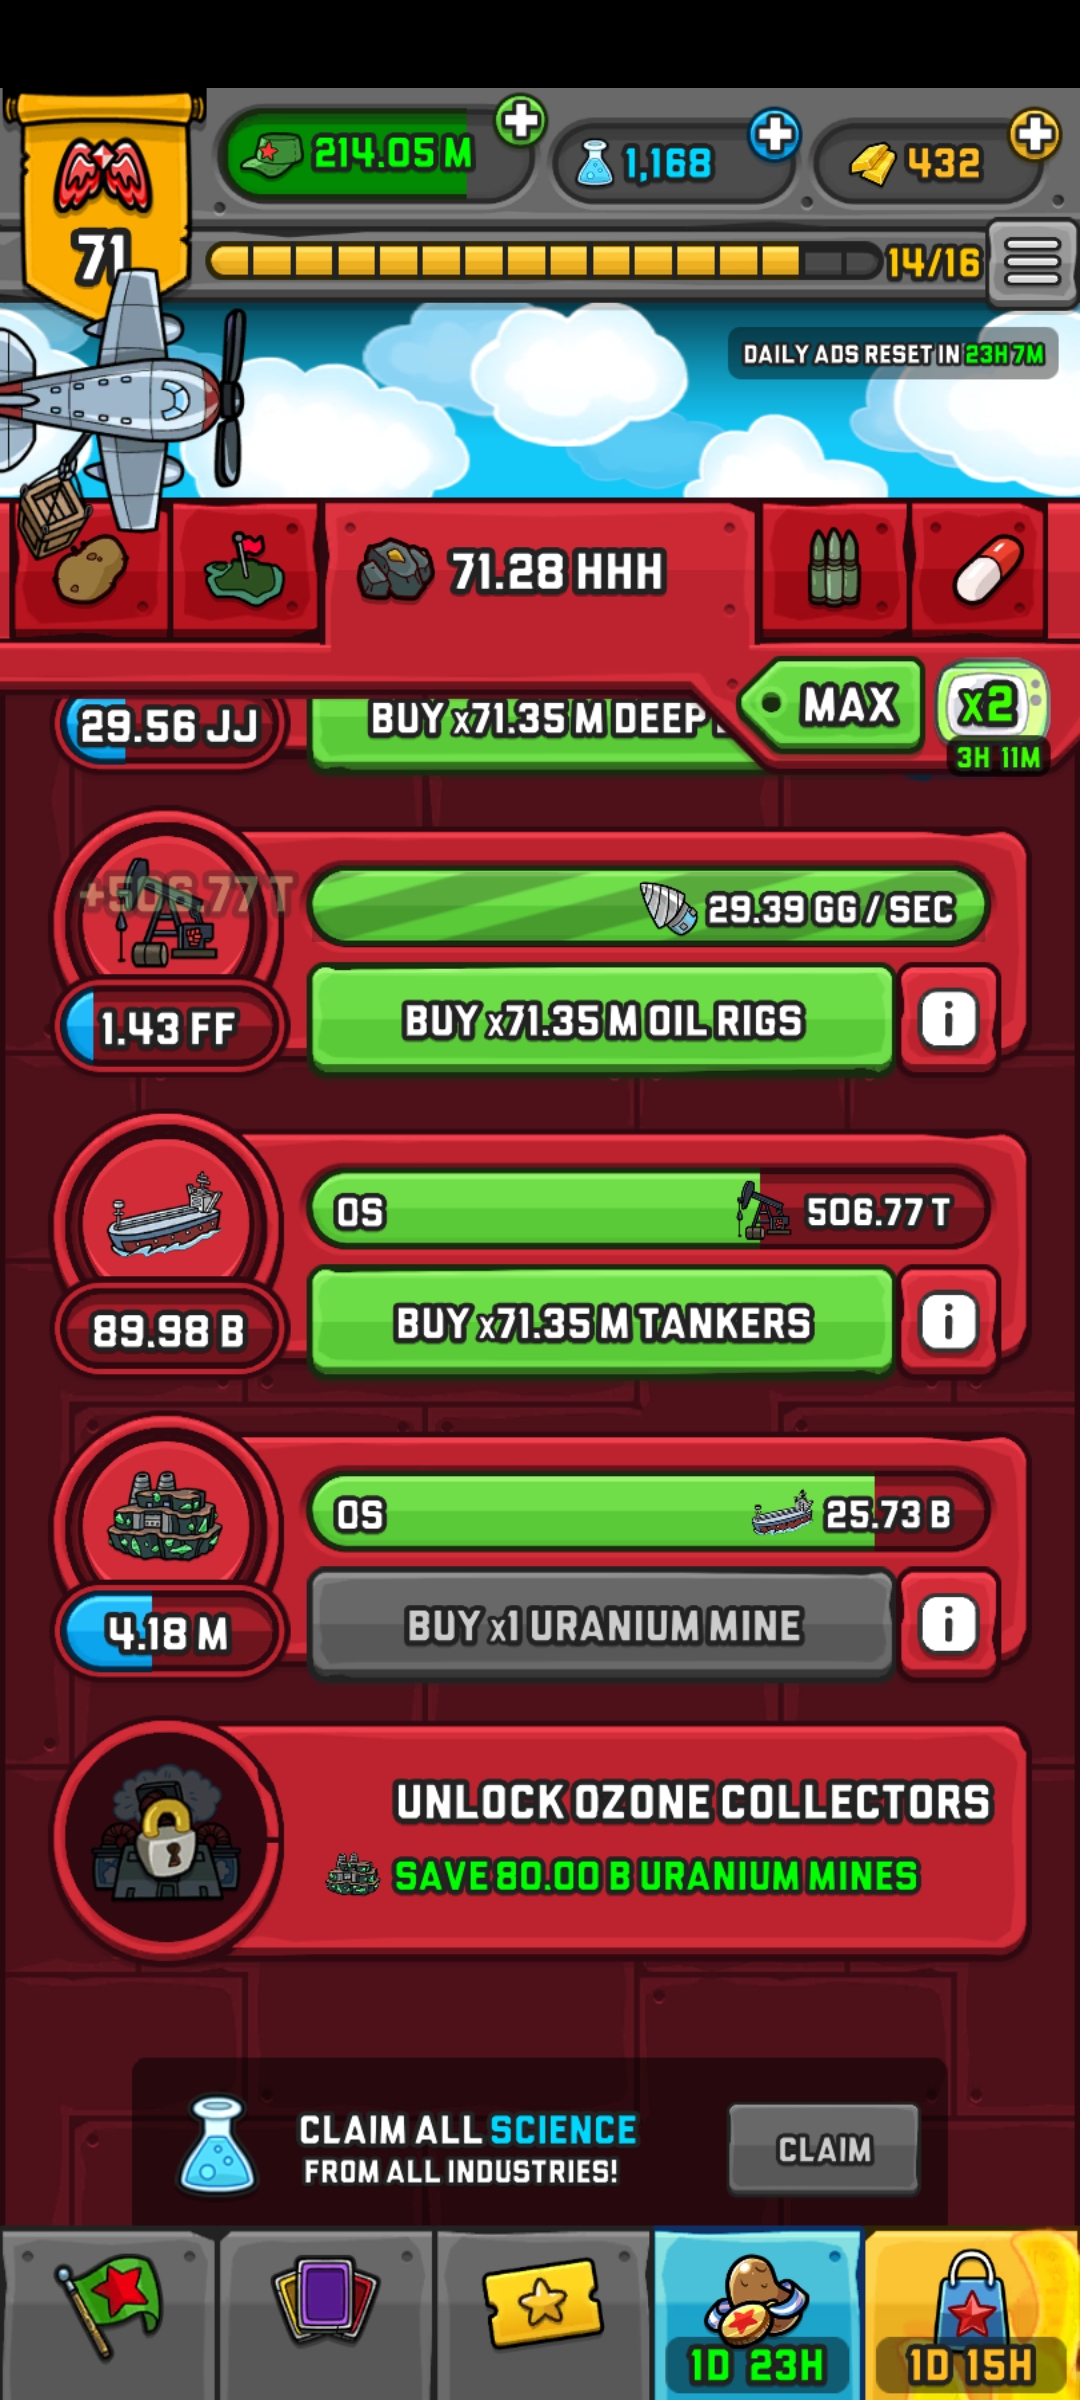 214.05 M
1,168
432
71
14/16
DAILY ADS RESET IN 23H 7M
71.28 HHH
MAX
x2
3H 11M
29.56 JJ
BUY x71.35 M DEEP
+506.77 T
29.39 GG / SEC
1.43 FF
BUY x71.35 M OIL RIGS
0S
506.77 T
89.98 B
BUY x71.35 M TANKERS
0S
25.73 B
4.18 M
BUY x1 URANIUM MINE
UNLOCK OZONE COLLECTORS
SAVE 80.00 B URANIUM MINES
CLAIM ALL SCIENCE
FROM ALL INDUSTRIES!
CLAIM
1D 23H
1D 15H